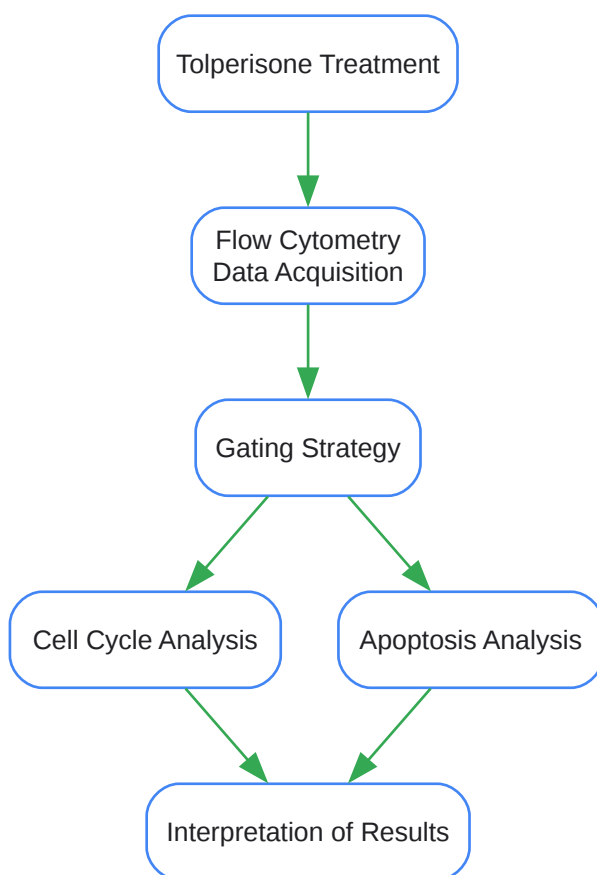 Tolperisone Treatment
Flow Cytometry
Data Acquisition
Gating Strategy
Cell Cycle Analysis
Apoptosis Analysis
Interpretation of Results